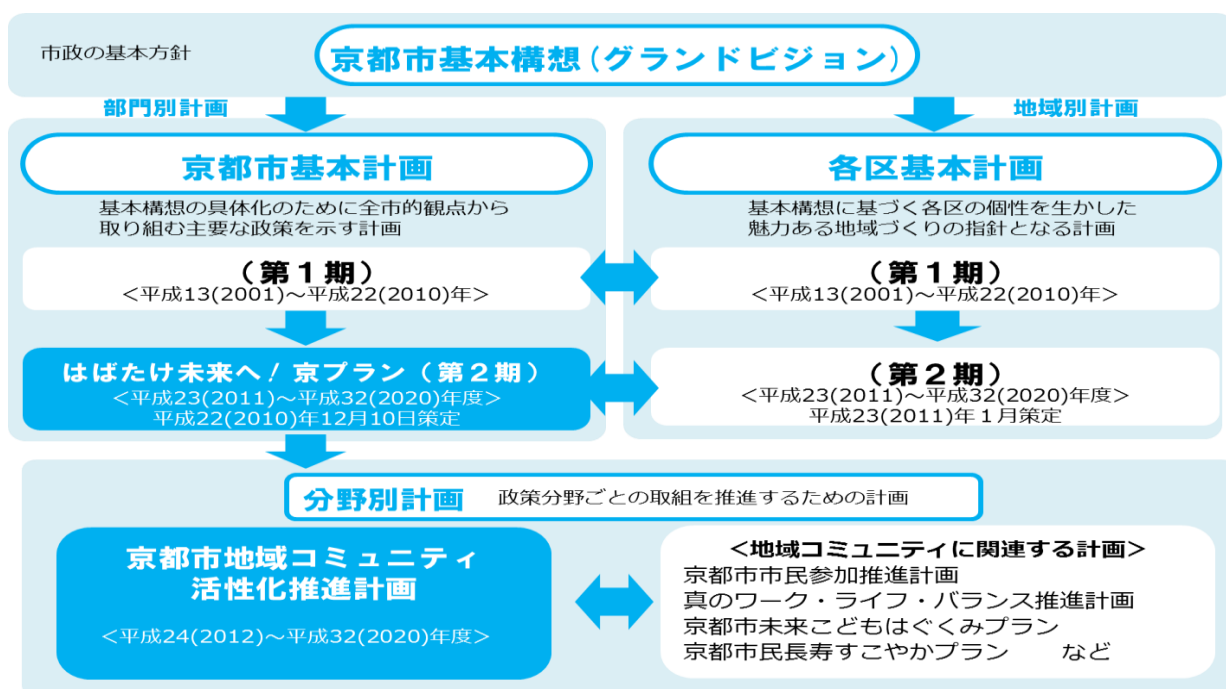 市政の基本方針
京都市基本構想(グランドビジョン)
部門別計画
地域別計画
京都市基本計画
基本構想の具体化のために全市的観点から
取り組む主要な政策を示す計画
(第1期)
<平成13(2001)~平成22(2010)年>
はばたけ未来へ! 京プラン(第2期)
<平成23(2011)~平成32(2020)年度>
平成22(2010)年12月10日策定
各区基本計画
基本構想に基づく各区の個性を生かした
魅力ある地域づくりの指針となる計画
(第1期)
<平成13(2001)~平成22(2010)年>
(第2期)
<平成23(2011)~平成32(2020)年度>
平成23(2011)年1月策定
分野別計画 政策分野ごとの取組を推進するための計画
京都市地域コミュニティ
活性化推進計画
<平成24(2012)~平成32(2020)年度>
<地域コミュニティに関連する計画>
京都市市民参加推進計画
真のワーク・ライフ・バランス推進計画
京都市未来こどもはぐくみプラン
京都市民長寿すこやかプラン など